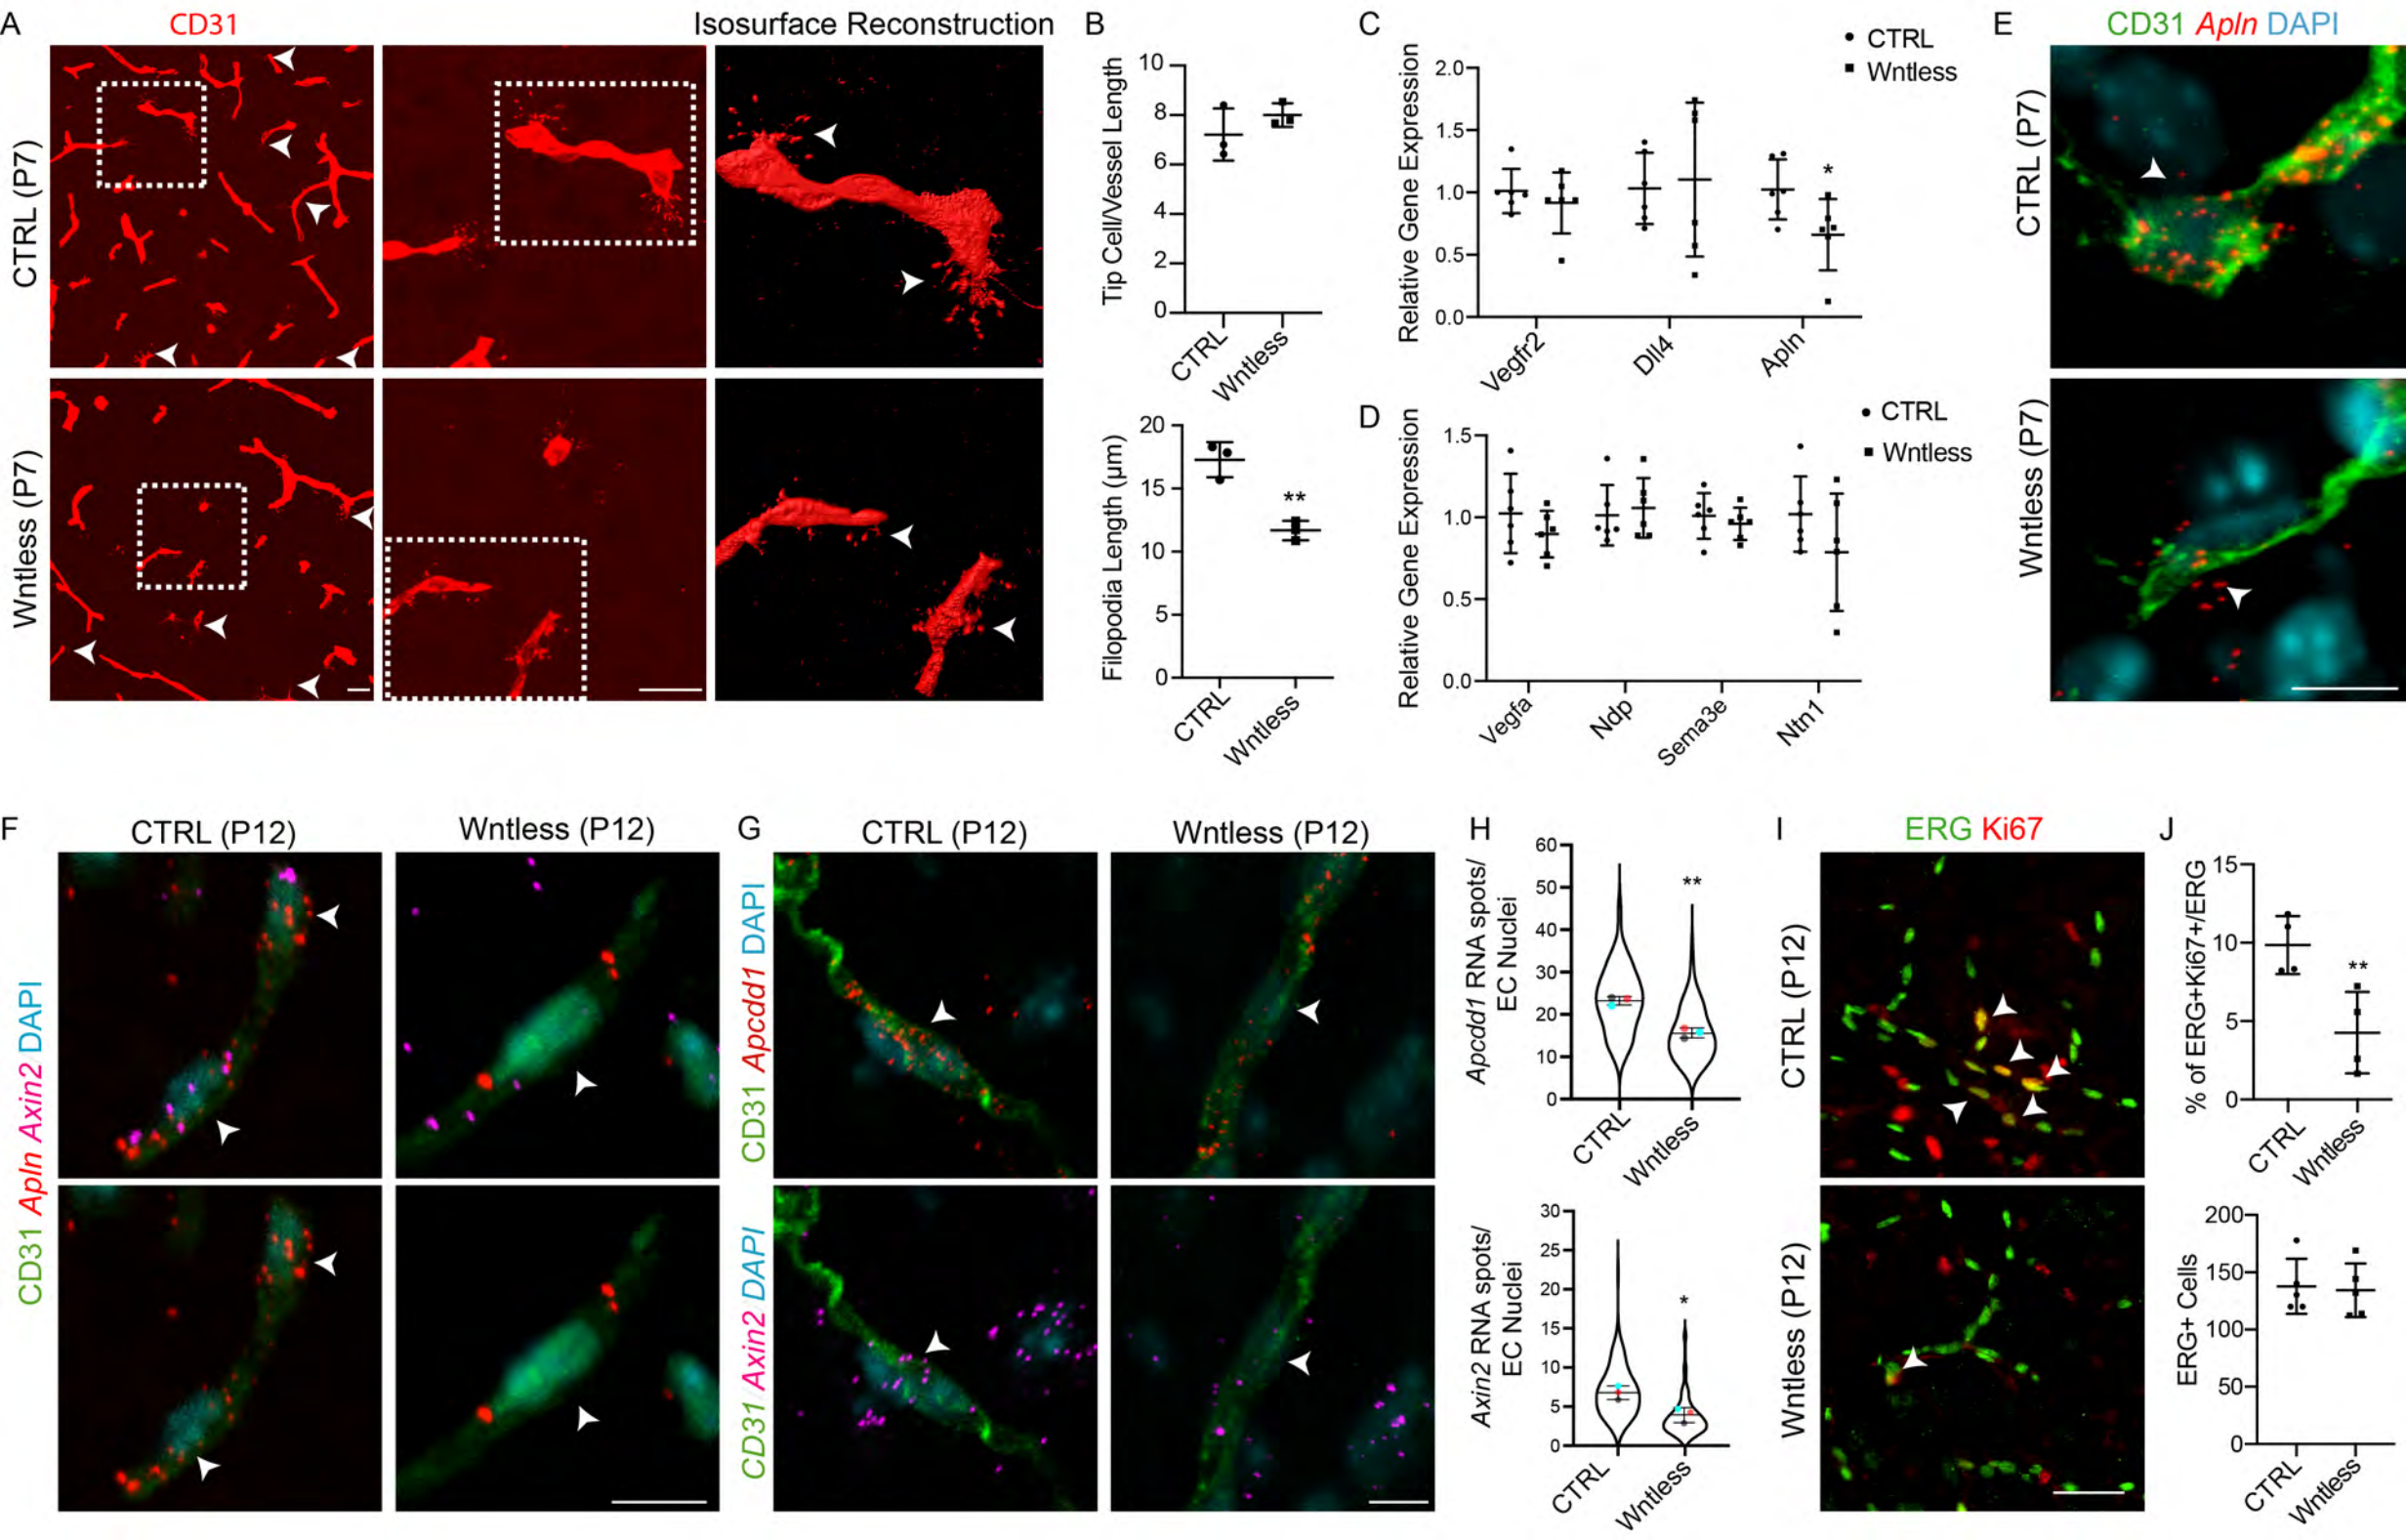 A
CD31
Isosurface Reconstruction
CTRL (P7)
Wntless (P7)
B
Tip Cell/Vessel Length
10
8
6
4
2
0
CTRL
Wntless
Filopodia Length (µm)
20
15
10
5
0
**
CTRL
Wntless
C
Relative Gene Expression
2.0
1.5
1.0
0.5
0.0
CTRL
Wntless
*
Vegfr2
Dll4
Apln
D
Relative Gene Expression
1.5
1.0
0.5
0.0
CTRL
Wntless
Vegfa
Ndp
Sema3e
Ntn1
E
CD31 Apln DAPI
CTRL (P7)
Wntless (P7)
F
CTRL (P12)
Wntless (P12)
CD31 Apln Axin2 DAPI
G
CTRL (P12)
Wntless (P12)
CD31 Apcdd1 DAPI
CD31 Axin2 DAPI
H
Apcdd1 RNA spots/
EC Nuclei
60
50
40
30
20
10
0
**
CTRL
Wntless
Axin2 RNA spots/
EC Nuclei
30
25
20
15
10
5
0
*
CTRL
Wntless
I
ERG Ki67
CTRL (P12)
Wntless (P12)
J
% of ERG+Ki67+/ERG
15
10
5
0
**
CTRL
Wntless
ERG+ Cells
200
150
100
50
0
CTRL
Wntless